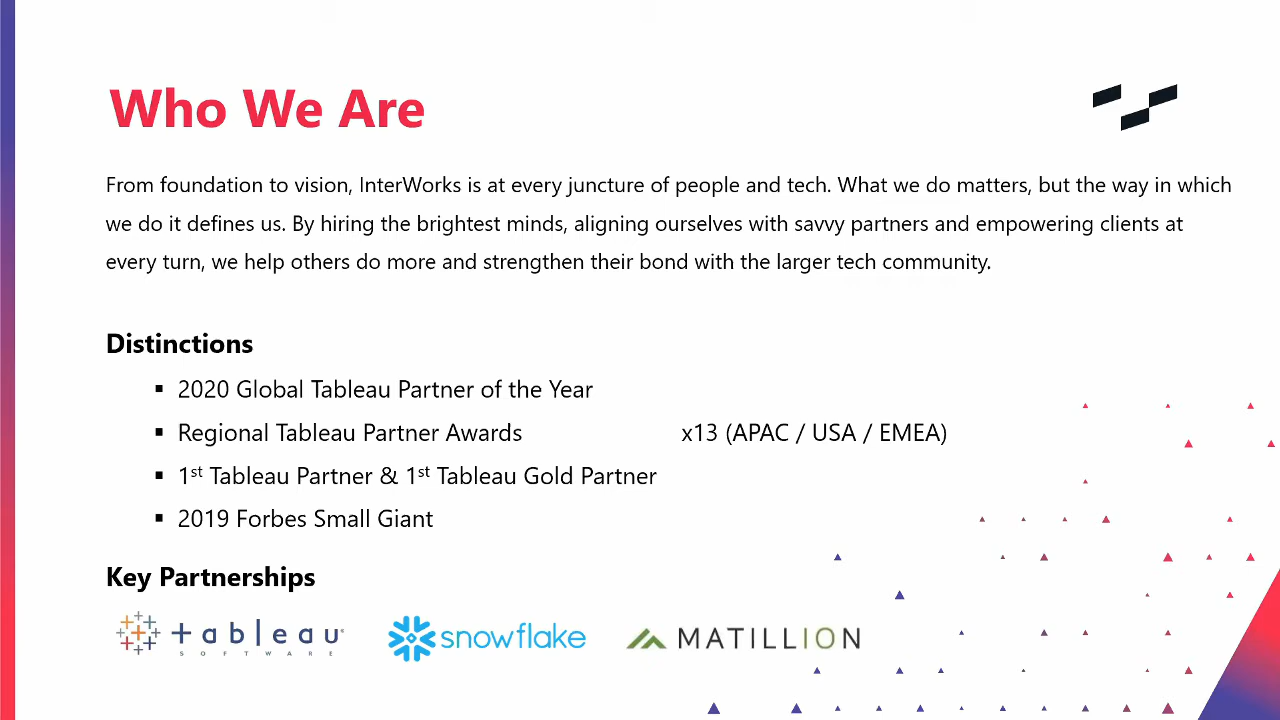 Who We Are
From foundation to vision, InterWorks is at every juncture of people and tech. What we do matters, but the way in which
we do it defines us. By hiring the brightest minds, aligning ourselves with savvy partners and empowering clients at
every turn, we help others do more and strengthen their bond with the larger tech community.
Distinctions
▪ 2020 Global Tableau Partner of the Year
▪ Regional Tableau Partner Awards x13 (APAC / USA / EMEA)
▪ 1st Tableau Partner & 1st Tableau Gold Partner
▪ 2019 Forbes Small Giant
Key Partnerships
tableau SOFTWARE
snowflake
MATILLION